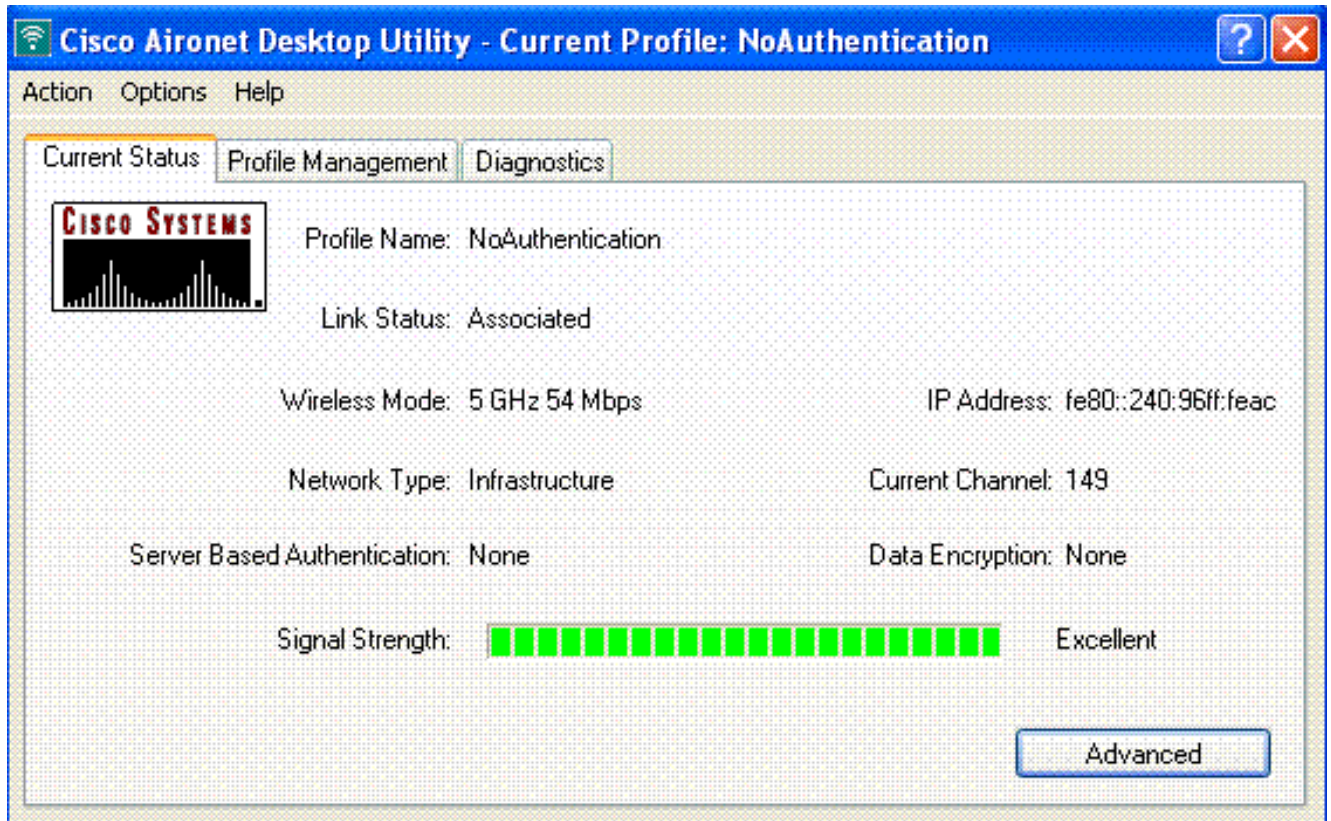 Cisco Aironet Desktop Utility - Current Profile: NoAuthentication
Action Options Help
Current Status Profile Management Diagnostics
CISCO SYSTEMS
Profile Name: NoAuthentication
Link Status: Associated
Wireless Mode: 5 GHz 54 Mbps IP Address: fe80::240:96ff:feac
Network Type: Infrastructure Current Channel: 149
Server Based Authentication: None Data Encryption: None
Signal Strength: Excellent
Advanced